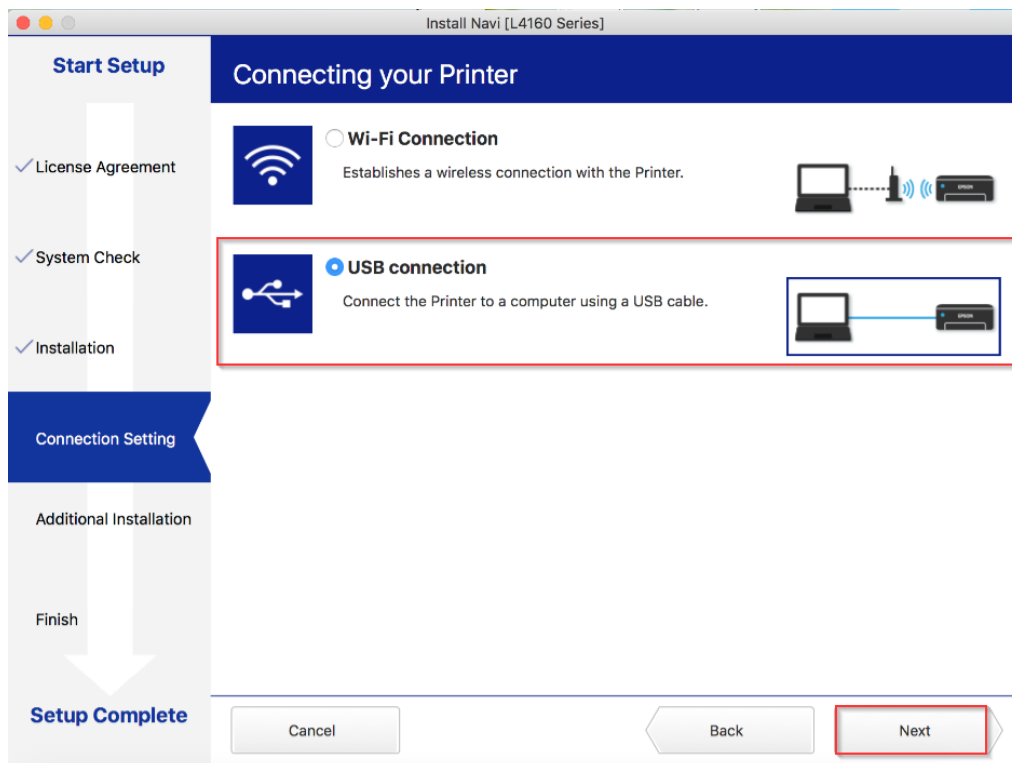 Install Navi [L4160 Series]
Start Setup
License Agreement
System Check
Installation
Connection Setting
Additional Installation
Finish
Setup Complete
Connecting your Printer
Wi-Fi Connection
Establishes a wireless connection with the Printer.
EPSON
USB connection
Connect the Printer to a computer using a USB cable.
EPSON
Cancel
Back
Next